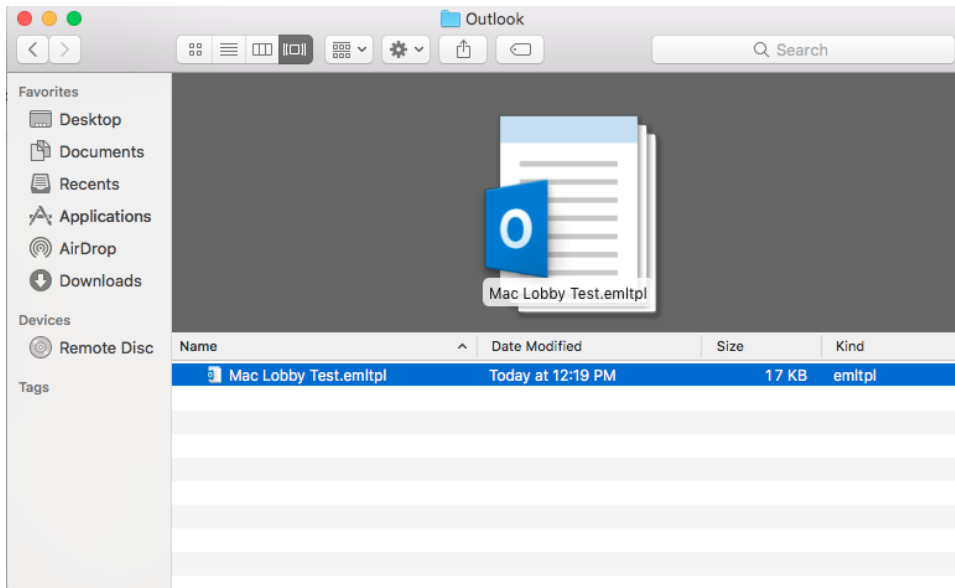 Outlook
Search
Favorites
Desktop
Documents
Recents
Applications
AirDrop
Downloads
Devices
Remote Disc
Tags
O
Mac Lobby Test.emltpl
Name Date Modified Size Kind
Mac Lobby Test.emltpl Today at 12:19 PM 17 KB emltpl